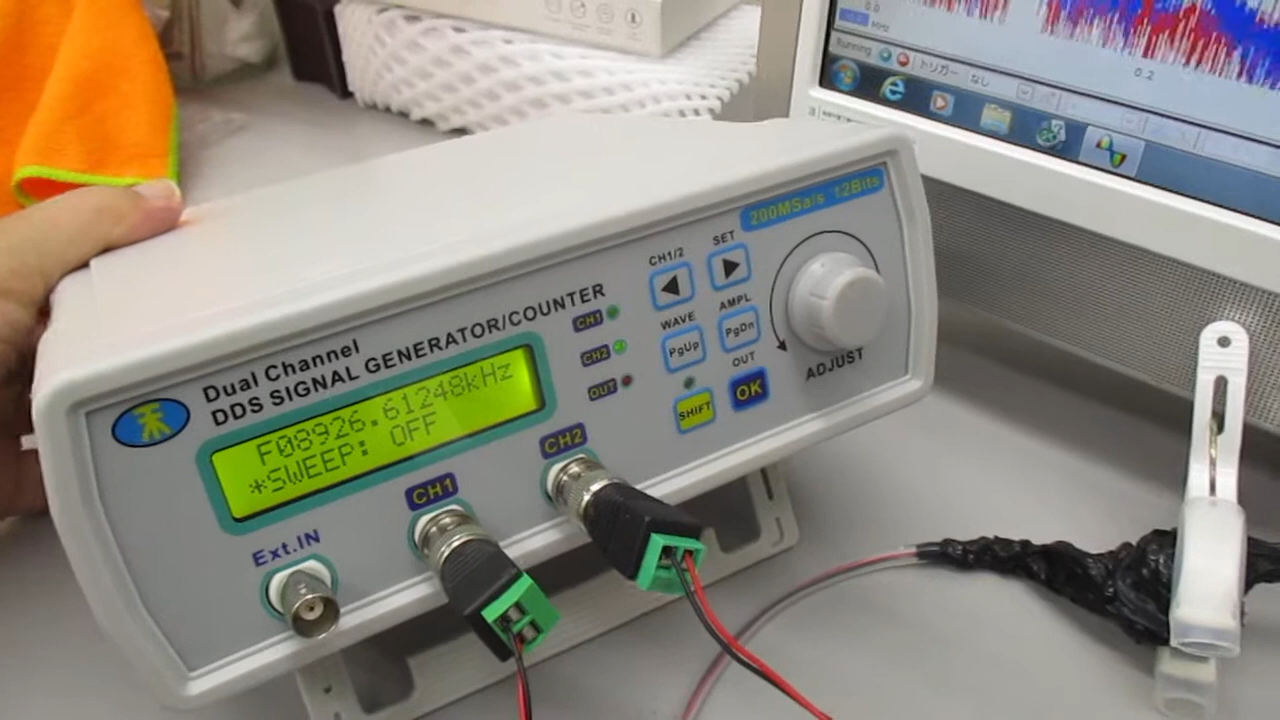 0.0
MHz
0.2
Running
トリガー なし
200MSa/s 12Bits
Dual Channel
DDS SIGNAL GENERATOR/COUNTER
F08926.61248kHz
*SWEEP: OFF
CH1
CH2
OUT
CH1/2
SET
WAVE
AMPL
PgUp
PgDn
OUT
SHIFT
OK
ADJUST
Ext.IN
CH1
CH2